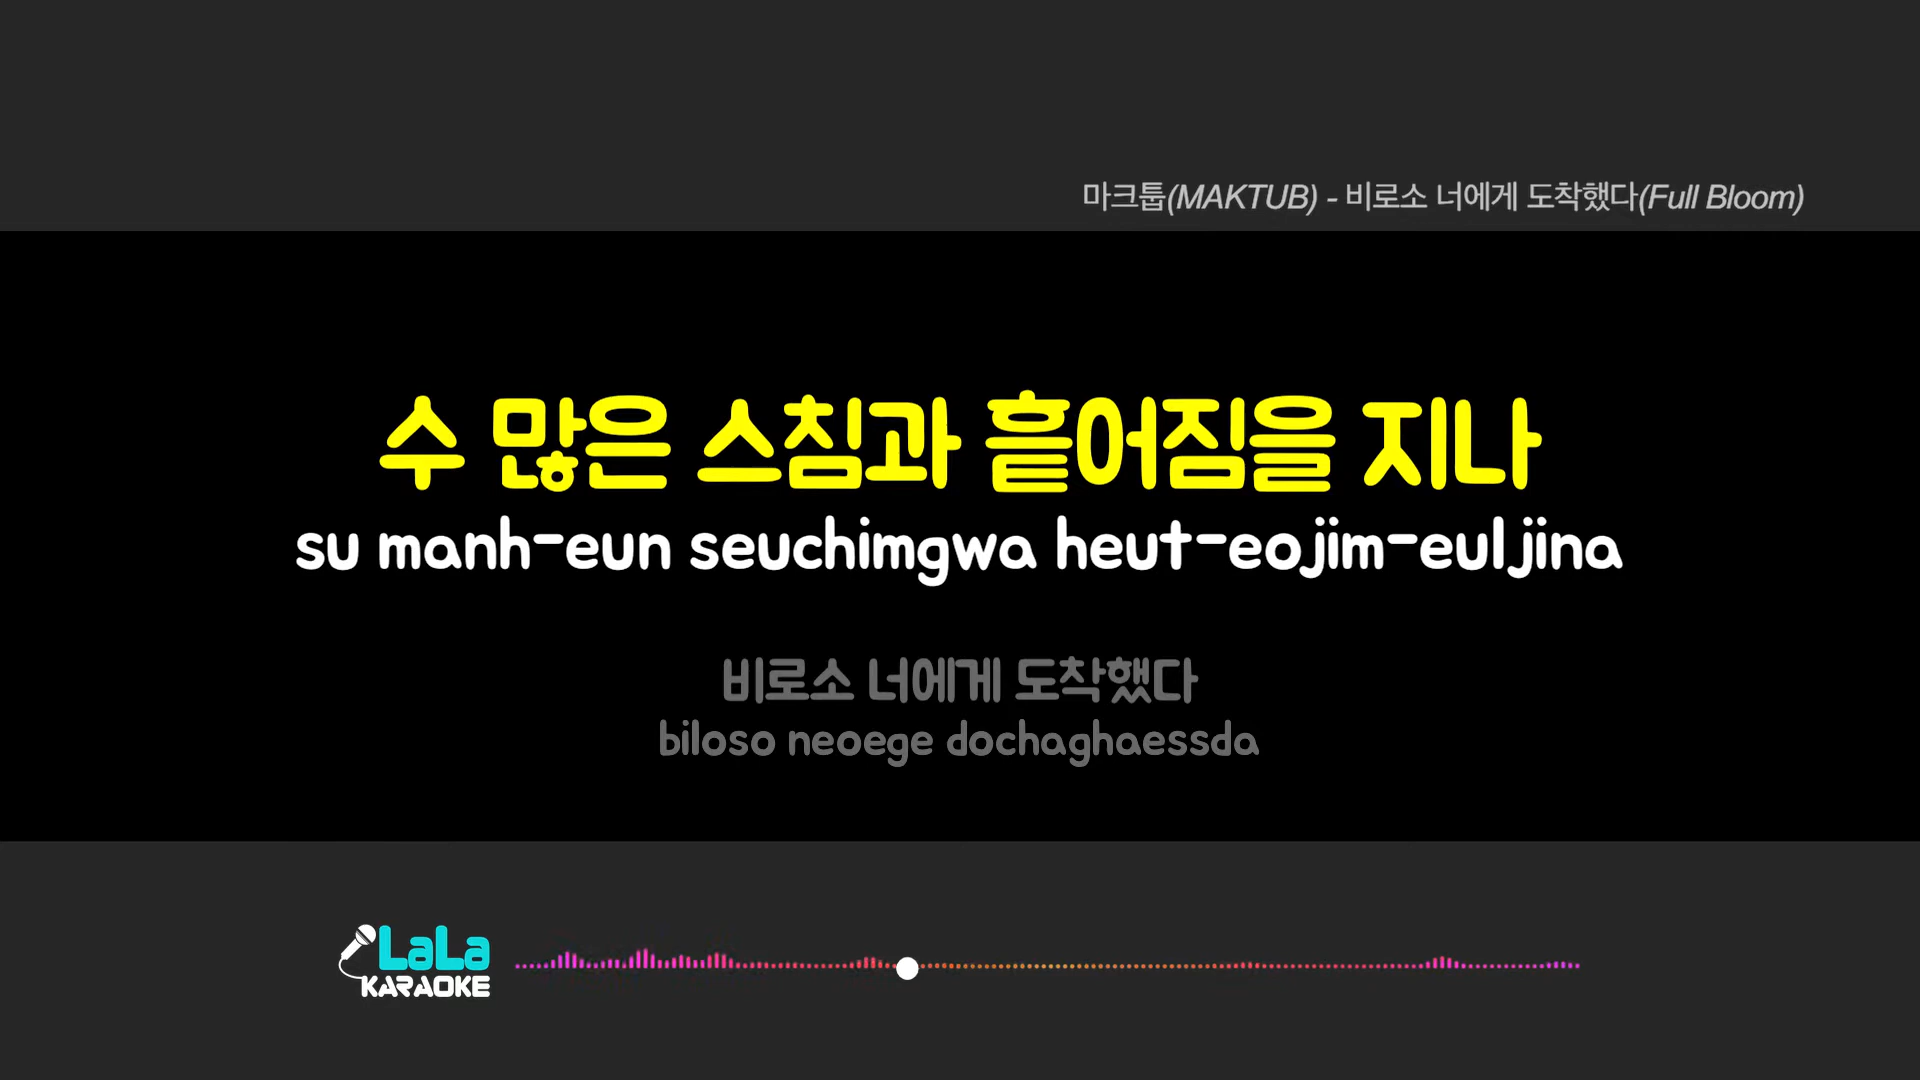 마크툽(MAKTUB) - 비로소 너에게 도착했다(Full Bloom)
수 많은 스침과 흩어짐을 지나
su manh-eun seuchimgwa heut-eojim-eul jina
비로소 너에게 도착했다
biloso neoege dochaghaessda
LaLa
KARAOKE